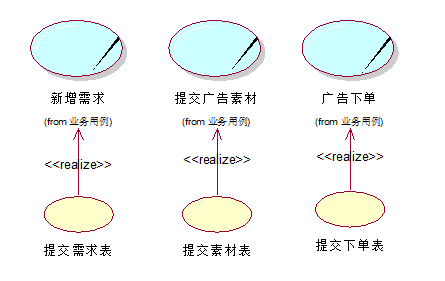 新增需求 提交广告素材 广告下单
(from 业务用例) (from 业务用例) (from 业务用例)
<<realize>> <<realize>> <<realize>>
提交需求表 提交素材表 提交下单表